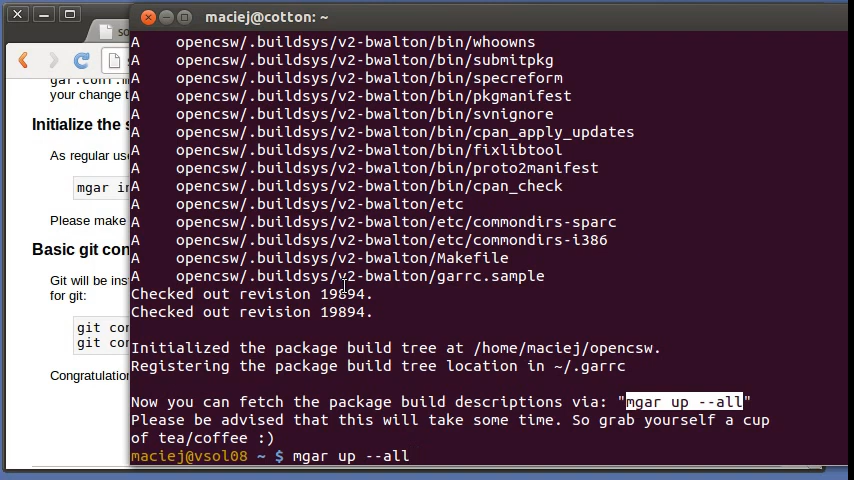 maciej@cotton: ~
so
gar.conf.m
your change t
Initialize the s
As regular use
mgar in
Please make
Basic git con
Git will be ins
for git:
git con
git con
Congratulation
A opencsw/.buildsys/v2-bwalton/bin/whoowns
A opencsw/.buildsys/v2-bwalton/bin/submitpkg
A opencsw/.buildsys/v2-bwalton/bin/specreform
A opencsw/.buildsys/v2-bwalton/bin/pkgmanifest
A opencsw/.buildsys/v2-bwalton/bin/svnignore
A opencsw/.buildsys/v2-bwalton/bin/cpan_apply_updates
A opencsw/.buildsys/v2-bwalton/bin/fixlibtool
A opencsw/.buildsys/v2-bwalton/bin/proto2manifest
A opencsw/.buildsys/v2-bwalton/bin/cpan_check
A opencsw/.buildsys/v2-bwalton/etc
A opencsw/.buildsys/v2-bwalton/etc/commondirs-sparc
A opencsw/.buildsys/v2-bwalton/etc/commondirs-i386
A opencsw/.buildsys/v2-bwalton/Makefile
A opencsw/.buildsys/v2-bwalton/garrc.sample
Checked out revision 19894.
Checked out revision 19894.
Initialized the package build tree at /home/maciej/opencsw.
Registering the package build tree location in ~/.garrc
Now you can fetch the package build descriptions via: "mgar up --all"
Please be advised that this will take some time. So grab yourself a cup
of tea/coffee :)
maciej@vsol08 ~ $ mgar up --all